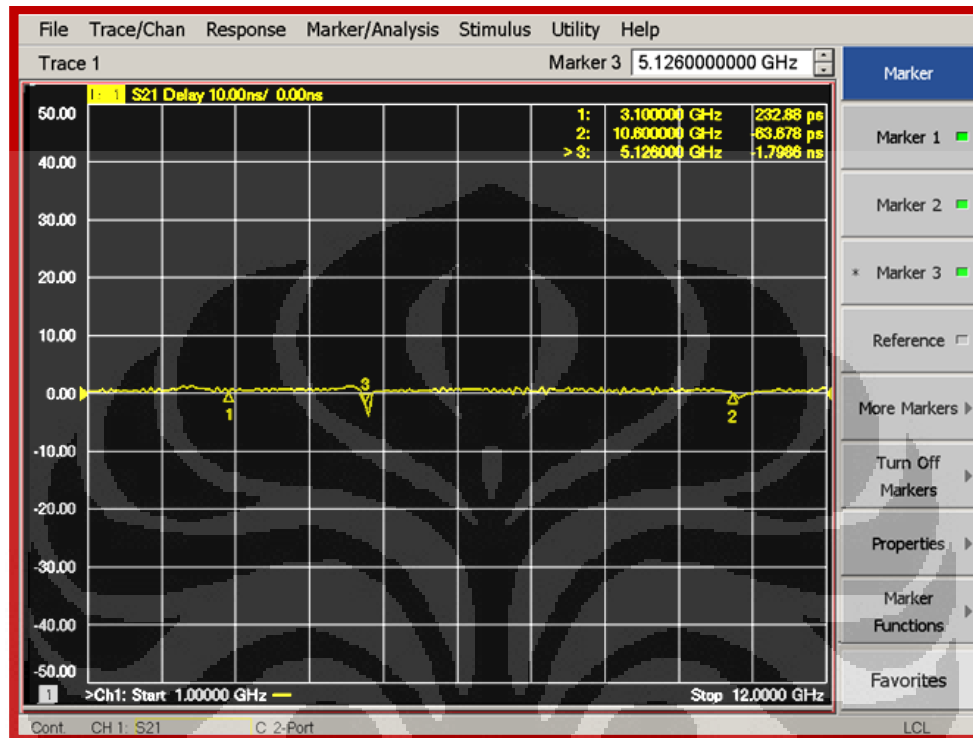 File Trace/Chan Response Marker/Analysis Stimulus Utility Help
Trace 1 Marker 3 5.1260000000 GHz
Marker
S21 Delay 10.00ns/ 0.00ns
50.00
1: 3.100000 GHz 232.88 ps
2: 10.600000 GHz -63.678 ps
> 3: 5.126000 GHz -1.7986 ns
Marker 1
40.00
Marker 2
30.00
20.00
* Marker 3
10.00
Reference
0.00
3
1
2
More Markers
-10.00
Turn Off
Markers
-20.00
-30.00
Properties
-40.00
Marker
Functions
-50.00
1 >Ch1: Start 1.00000 GHz Stop 12.0000 GHz
Favorites
Cont. CH 1: S21 C 2-Port LCL